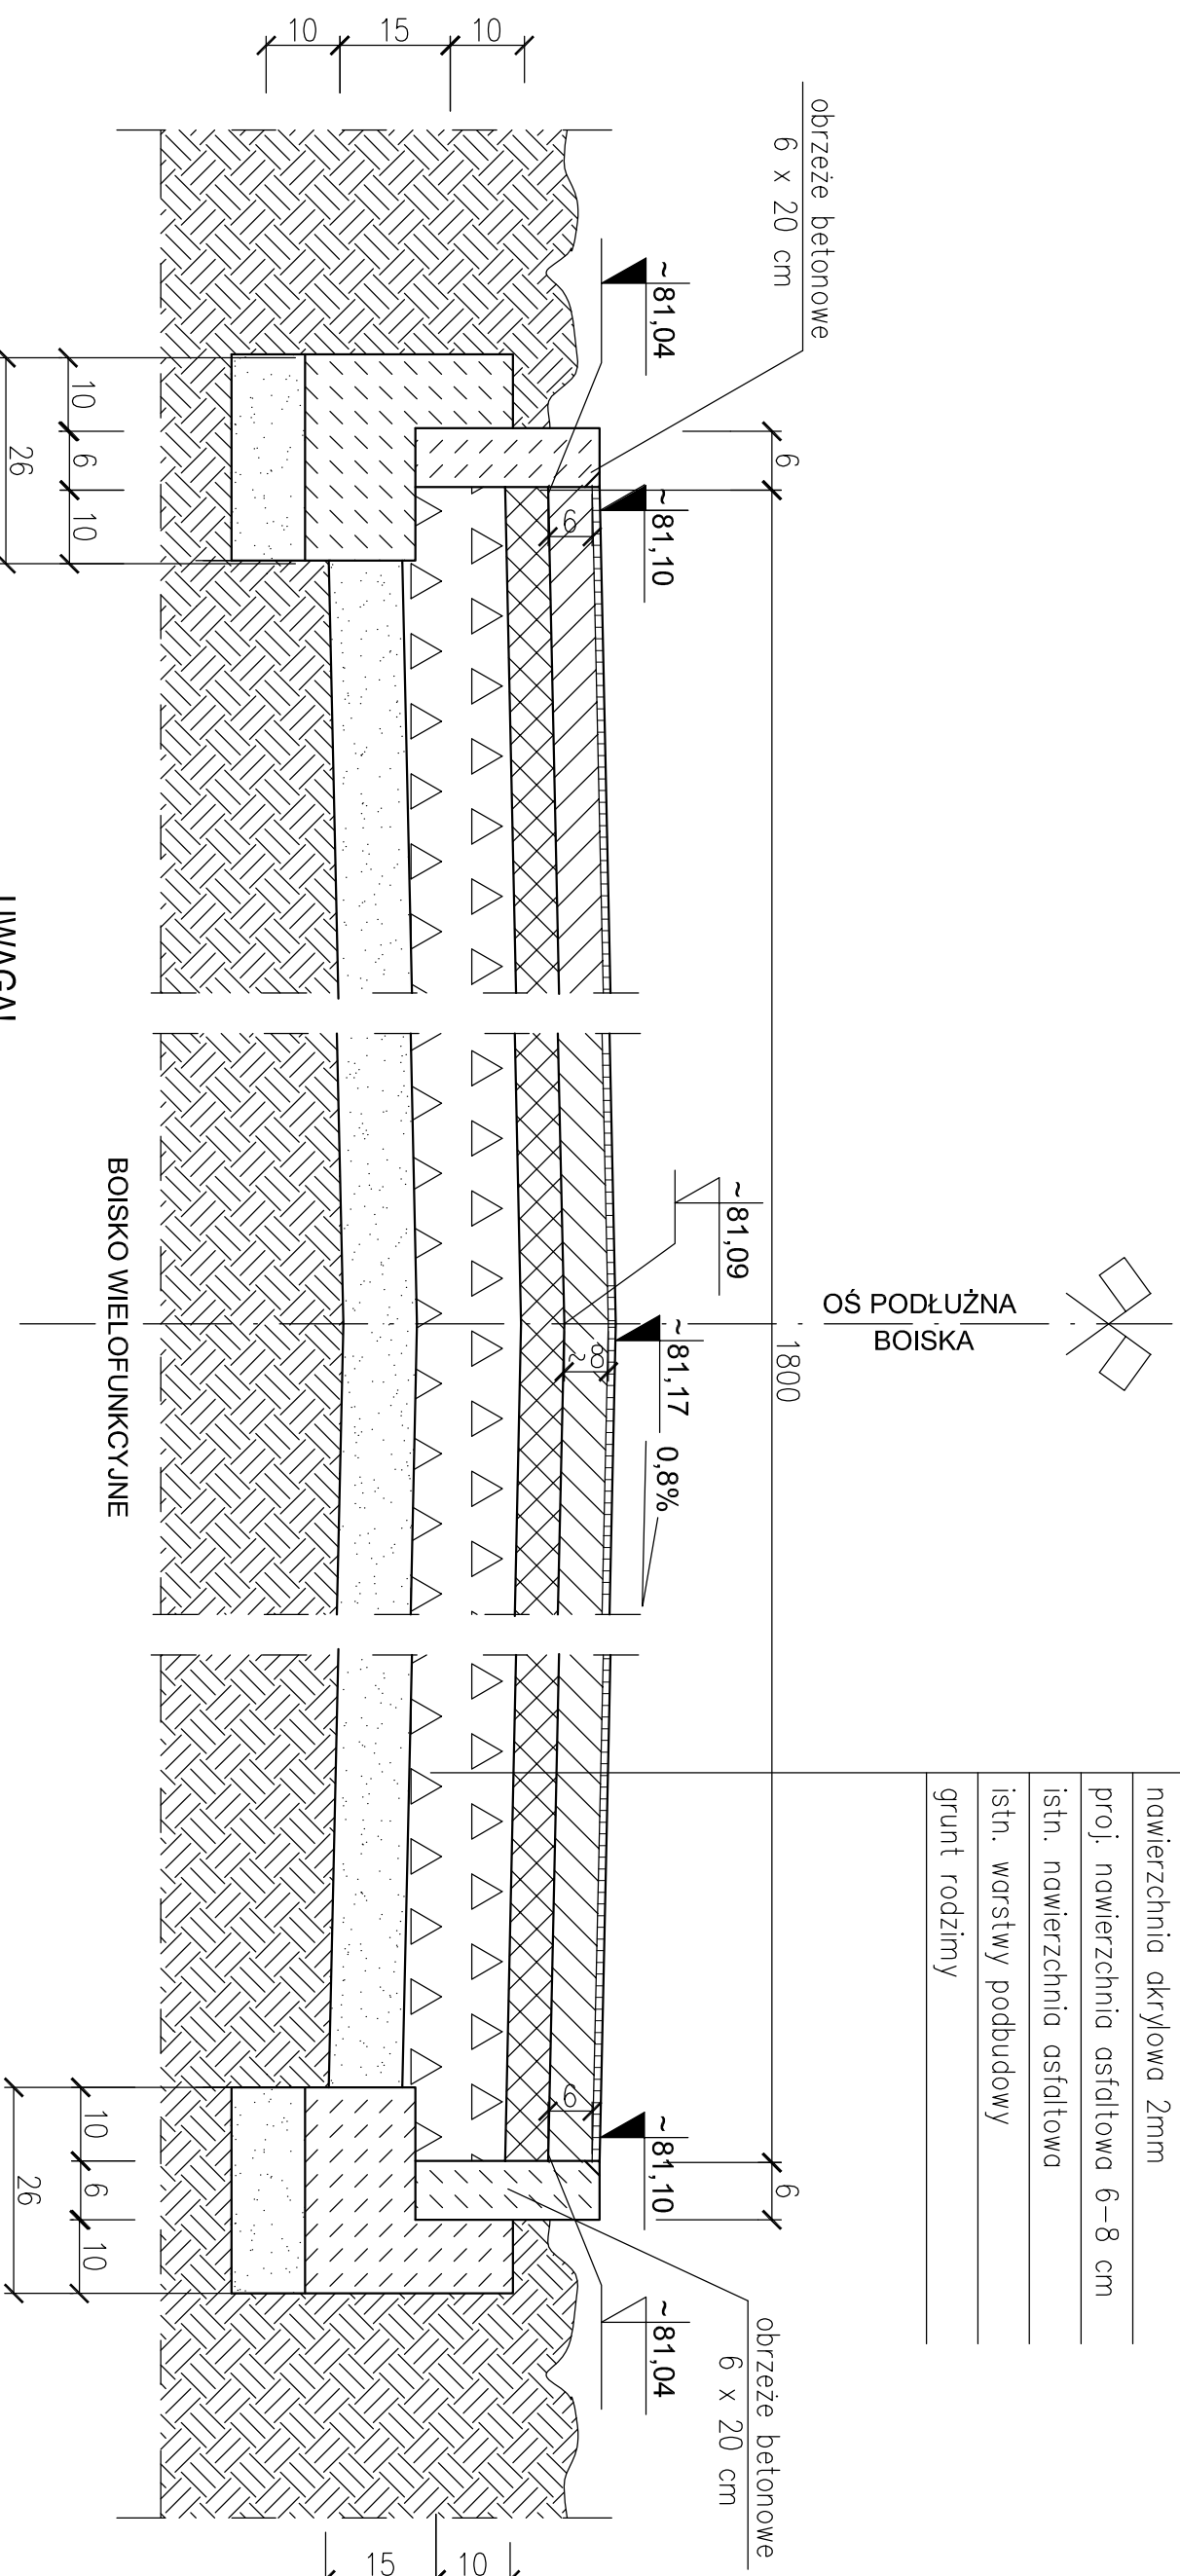 10
15
10
obrzeże betonowe
6 x 20 cm
~81,04
6
~81,10
6
10
6
10
26
UWAGA!
BOISKO WIELOFUNKCYJNE
~81,09
OŚ PODŁUŻNA
BOISKA
1800
~8
~81,17
0,8%
nawierzchnia akrylowa 2mm
proj. nawierzchnia asfaltowa 6–8 cm
istn. nawierzchnia asfaltowa
istn. warstwy podbudowy
grunt rodzimy
6
~81,10
6
~81,04
obrzeże betonowe
6 x 20 cm
10
6
10
26
15
10